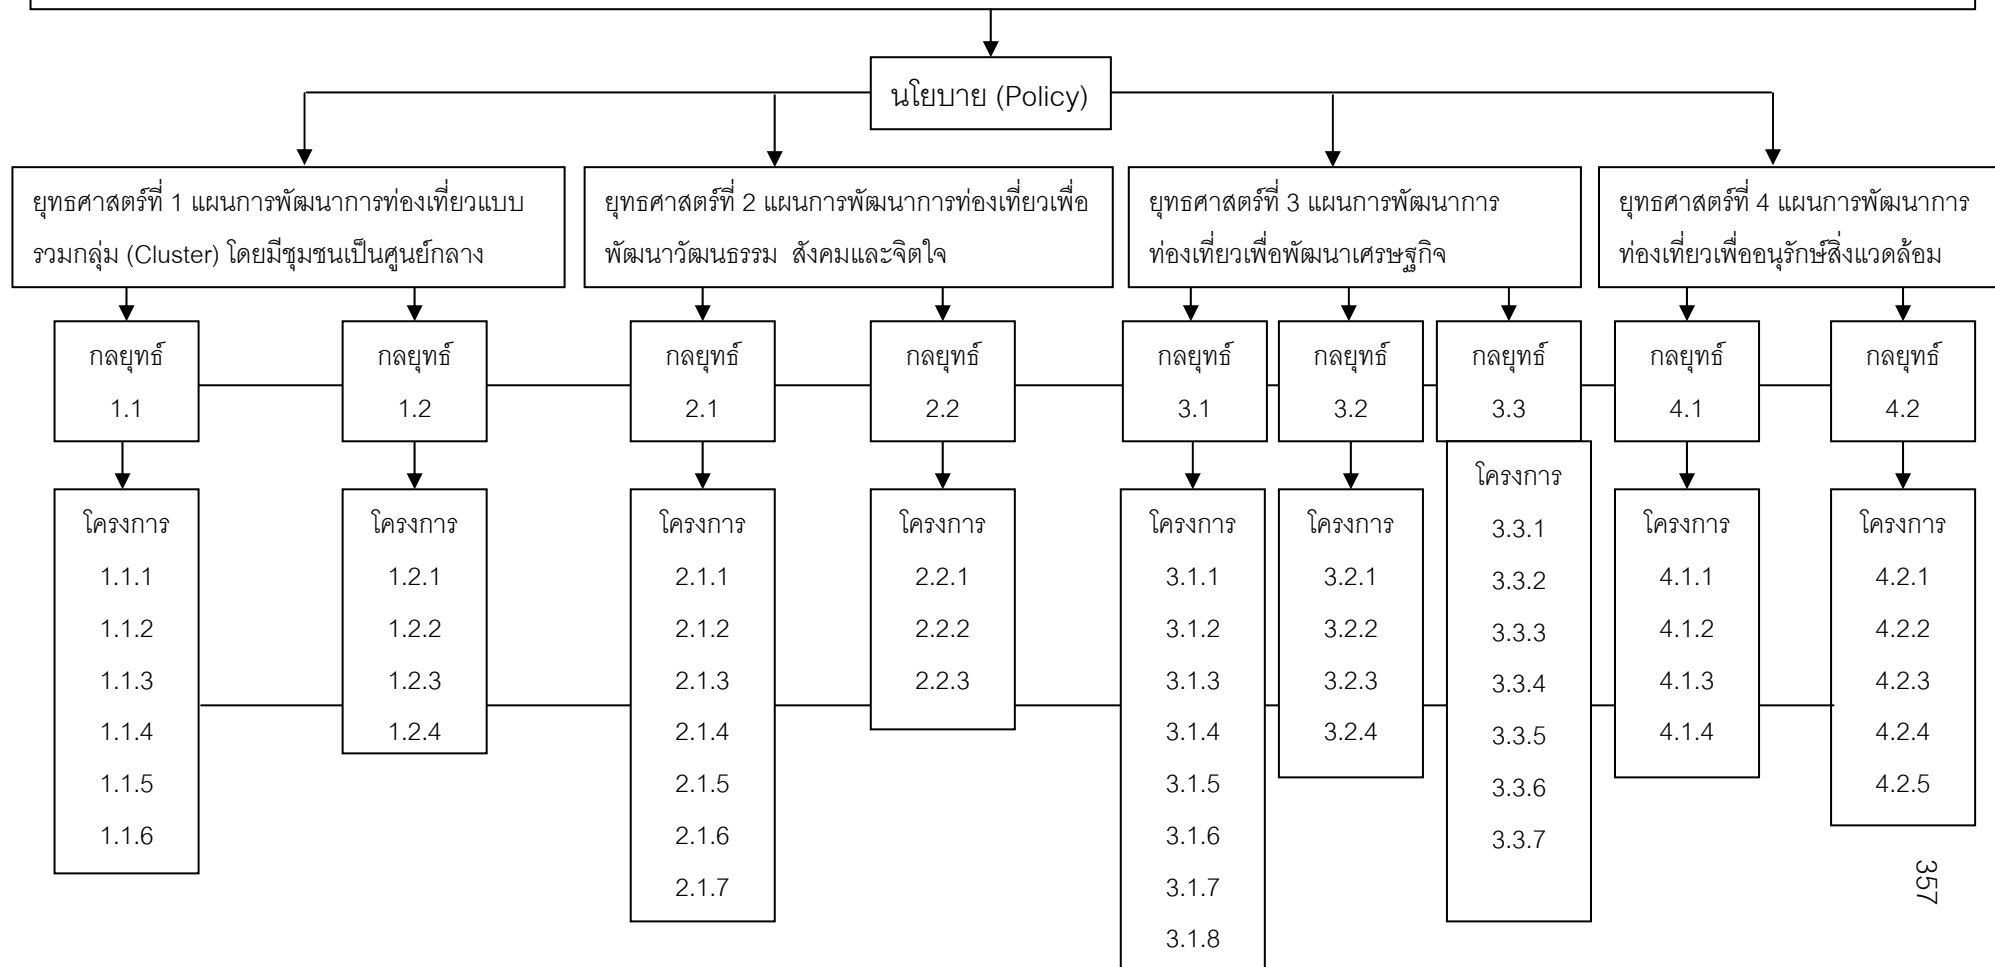 นโยบาย (Policy)
ยุทธศาสตร์ที่ 1 แผนการพัฒนาการท่องเที่ยวแบบ
รวมกลุ่ม (Cluster) โดยมีชุมชนเป็นศูนย์กลาง
ยุทธศาสตร์ที่ 2 แผนการพัฒนาการท่องเที่ยวเพื่อ
พัฒนาวัฒนธรรม สังคมและจิตใจ
ยุทธศาสตร์ที่ 3 แผนการพัฒนาการ
ท่องเที่ยวเพื่อพัฒนาเศรษฐกิจ
ยุทธศาสตร์ที่ 4 แผนการพัฒนาการ
ท่องเที่ยวเพื่ออนุรักษ์สิ่งแวดล้อม
กลยุทธ์
1.1
กลยุทธ์
1.2
กลยุทธ์
2.1
กลยุทธ์
2.2
กลยุทธ์
3.1
กลยุทธ์
3.2
กลยุทธ์
3.3
กลยุทธ์
4.1
กลยุทธ์
4.2
โครงการ
1.1.1
1.1.2
1.1.3
1.1.4
1.1.5
1.1.6
โครงการ
1.2.1
1.2.2
1.2.3
1.2.4
โครงการ
2.1.1
2.1.2
2.1.3
2.1.4
2.1.5
2.1.6
2.1.7
โครงการ
2.2.1
2.2.2
2.2.3
โครงการ
3.1.1
3.1.2
3.1.3
3.1.4
3.1.5
3.1.6
3.1.7
3.1.8
โครงการ
3.2.1
3.2.2
3.2.3
3.2.4
โครงการ
3.3.1
3.3.2
3.3.3
3.3.4
3.3.5
3.3.6
3.3.7
โครงการ
4.1.1
4.1.2
4.1.3
4.1.4
โครงการ
4.2.1
4.2.2
4.2.3
4.2.4
4.2.5
357